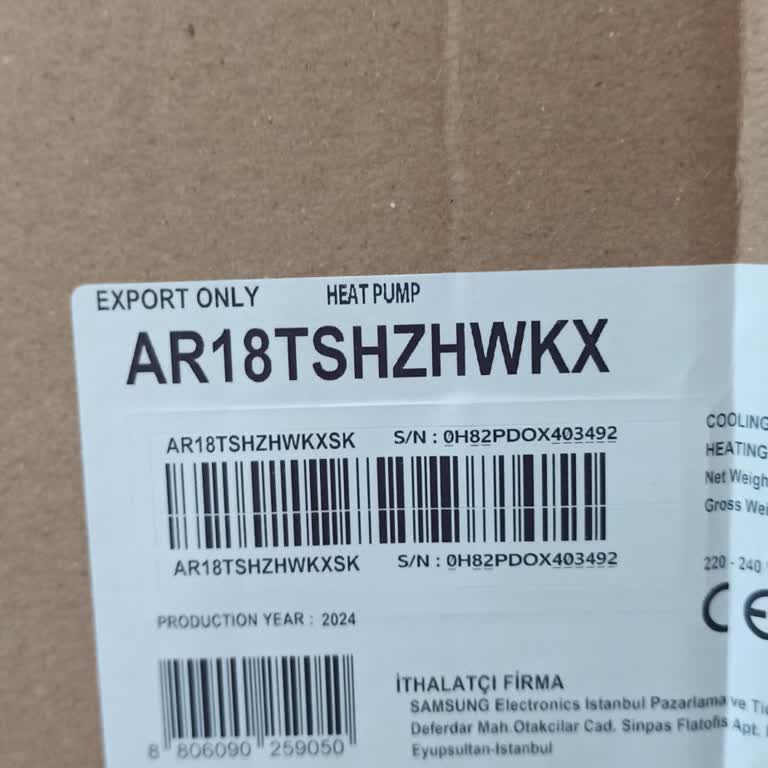 EXPORT ONLY HEAT PUMP
AR18TSHZHWKX
AR18TSHZHWKXSK S/N : 0H82PDOX403492
AR18TSHZHWKXSK S/N : 0H82PDOX403492
PRODUCTION YEAR : 2024
8 806090 259050
COOLING
HEATING
Net Weigh
Gross Wei
220 - 240
CE
İTHALATÇI FİRMA
SAMSUNG Electronics Istanbul Pazarlama ve Tic
Deferdar Mah.Otakcilar Cad. Sinpas Flatofis Apt.
Eyupsultan-Istanbul